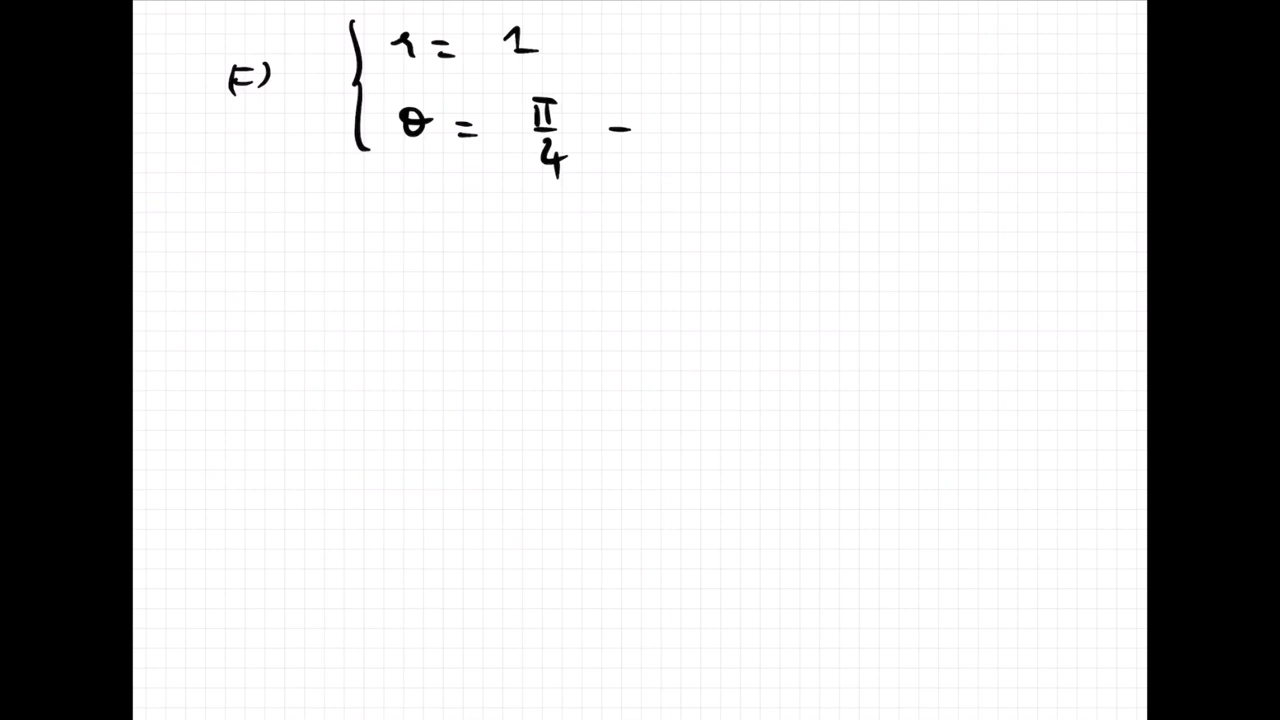 (E) { r = 1
θ = π/4 -